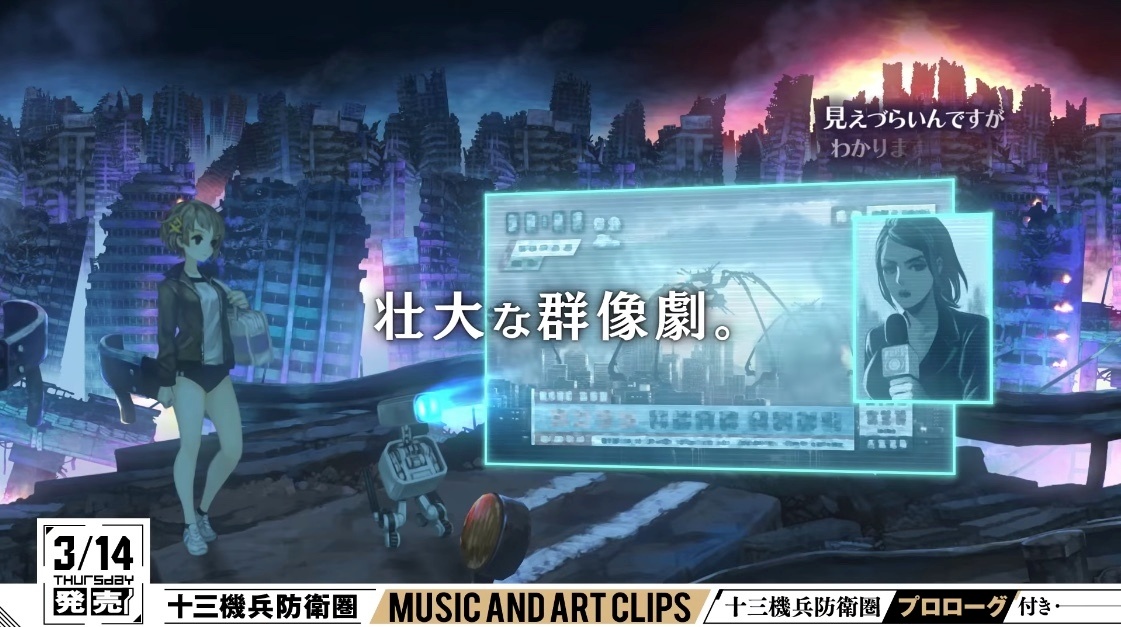 見えづらいんですが
わかりま
壮大な群像劇。
3/14
THURSDAY
発売!
十三機兵防衛圏
MUSIC AND ART CLIPS
十三機兵防衛圏 プロローグ 付き